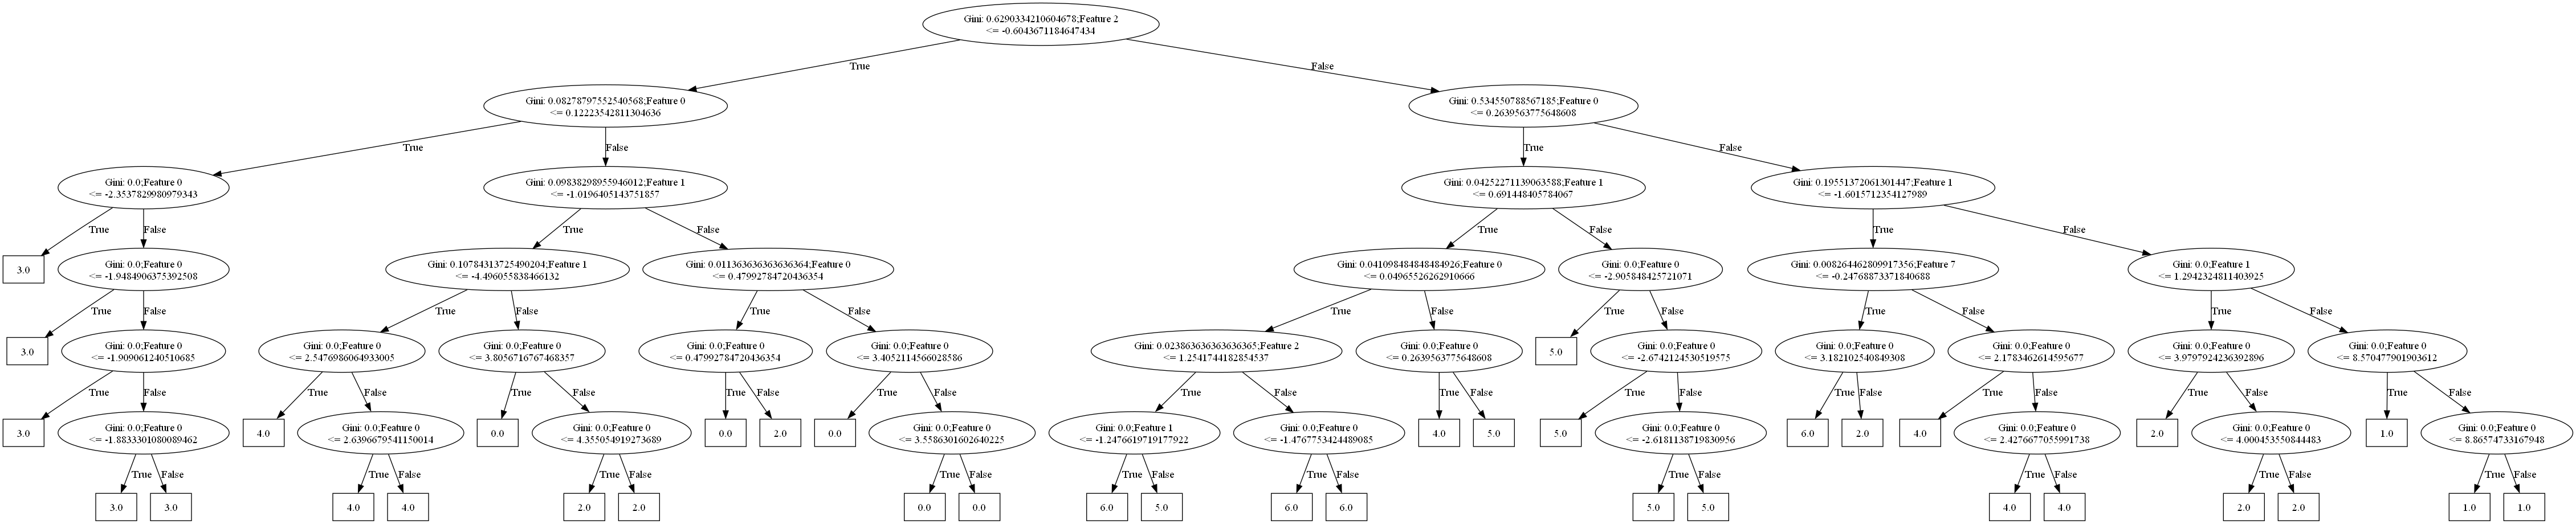 Gini: 0.6290334210604678;Feature 2
<= -0.6043671184647434
True
False
Gini: 0.08278797552540568;Feature 0
<= 0.12223542811304636
Gini: 0.534550788567185;Feature 0
<= 0.2639563775648608
True
False
True
False
Gini: 0.0;Feature 0
<= -2.3537829980979343
Gini: 0.09838298955946012;Feature 1
<= -1.0196405143751857
Gini: 0.04252271139063588;Feature 1
<= 0.691448405784067
Gini: 0.19551372061301447;Feature 1
<= -1.6015712354127989
True
False
True
False
True
False
True
False
3.0
Gini: 0.0;Feature 0
<= -1.9484906375392508
Gini: 0.10784313725490204;Feature 1
<= -4.496055838466132
Gini: 0.011363636363636364;Feature 0
<= 0.47992784720436354
Gini: 0.041098484848484926;Feature 0
<= 0.04965526262910666
Gini: 0.0;Feature 0
<= -2.905848425721071
Gini: 0.008264462809917356;Feature 7
<= -0.24768873371840688
Gini: 0.0;Feature 1
<= 1.2942324811403925
True
False
True
False
True
False
True
False
True
False
True
False
True
False
3.0
Gini: 0.0;Feature 0
<= -1.909061240510685
Gini: 0.0;Feature 0
<= 2.5476986064933005
Gini: 0.0;Feature 0
<= 3.8056716767468357
Gini: 0.0;Feature 0
<= 0.47992784720436354
Gini: 0.0;Feature 0
<= 3.4052114566028586
Gini: 0.023863636363636365;Feature 2
<= 1.2541744182854537
Gini: 0.0;Feature 0
<= 0.2639563775648608
5.0
Gini: 0.0;Feature 0
<= -2.6742124530519575
Gini: 0.0;Feature 0
<= 3.182102540849308
Gini: 0.0;Feature 0
<= 2.1783462614595677
Gini: 0.0;Feature 0
<= 3.9797924236392896
Gini: 0.0;Feature 0
<= 8.570477901903612
True
False
True
False
True
False
True
False
True
False
True
False
True
False
True
False
True
False
True
False
True
False
True
False
3.0
Gini: 0.0;Feature 0
<= -1.8833301080089462
4.0
Gini: 0.0;Feature 0
<= 2.6396679541150014
0.0
Gini: 0.0;Feature 0
<= 4.355054919273689
0.0
2.0
0.0
Gini: 0.0;Feature 0
<= 3.5586301602640225
Gini: 0.0;Feature 1
<= -1.2476619719177922
Gini: 0.0;Feature 0
<= -1.4767753424489085
4.0
5.0
5.0
Gini: 0.0;Feature 0
<= -2.6181138719830956
6.0
2.0
4.0
Gini: 0.0;Feature 0
<= 2.4276677055991738
2.0
Gini: 0.0;Feature 0
<= 4.000453550844483
1.0
Gini: 0.0;Feature 0
<= 8.86574733167948
True
False
True
False
True
False
True
False
True
False
True
False
True
False
True
False
True
False
True
False
3.0
3.0
4.0
4.0
2.0
2.0
0.0
0.0
6.0
5.0
6.0
6.0
5.0
5.0
4.0
4.0
2.0
2.0
1.0
1.0